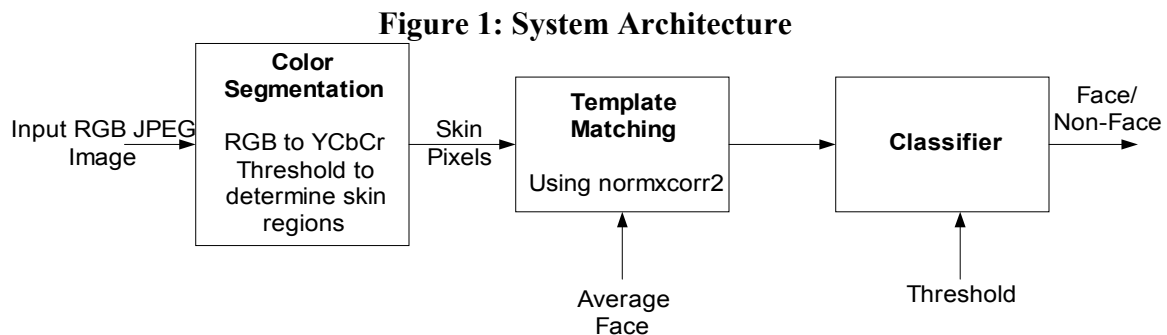 Figure 1: System Architecture
Input RGB JPEG
Image
Color
Segmentation
RGB to YCbCr
Threshold to
determine skin
regions
Skin
Pixels
Template
Matching
Using normxcorr2
Average
Face
Classifier
Threshold
Face/
Non-Face